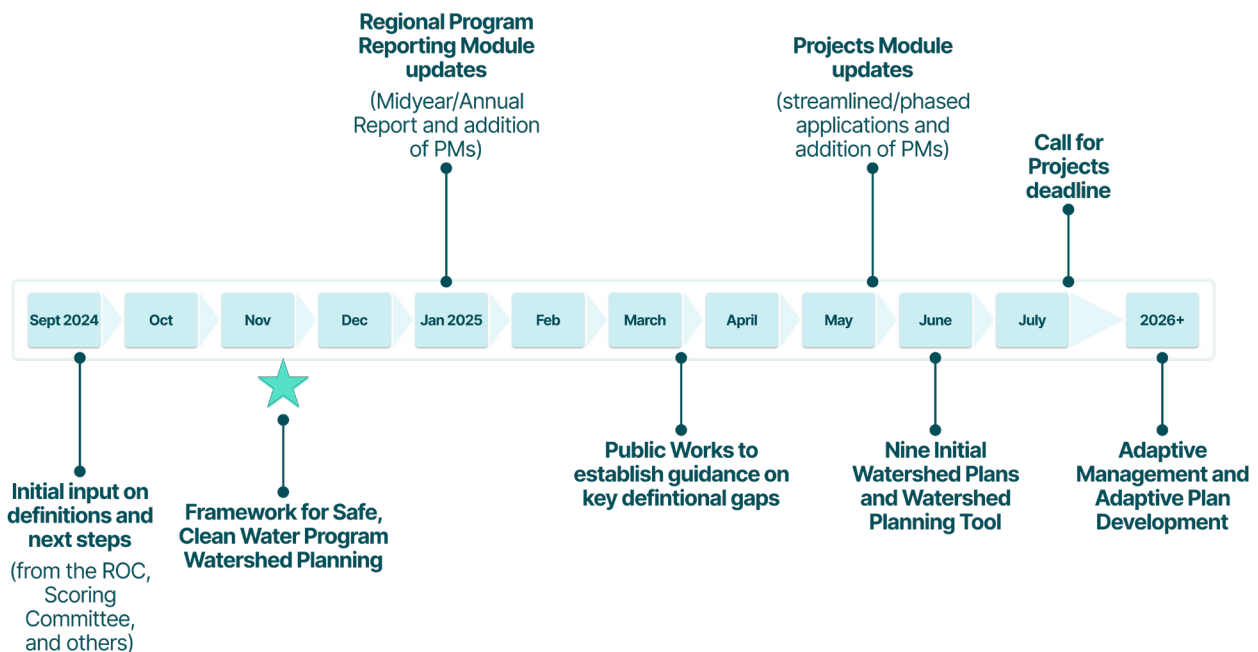 Regional Program
Reporting Module
updates
(Midyear/Annual
Report and addition
of PMs)
Projects Module
updates
(streamlined/phased
applications and
addition of PMs)
Call for
Projects
deadline
Sept 2024
Oct
Nov
Dec
Jan 2025
Feb
March
April
May
June
July
2026+
Initial input on
definitions and
next steps
(from the ROC,
Scoring
Committee,
and others)
Framework for Safe,
Clean Water Program
Watershed Planning
Public Works to
establish guidance on
key defintional gaps
Nine Initial
Watershed Plans
and Watershed
Planning Tool
Adaptive
Management and
Adaptive Plan
Development